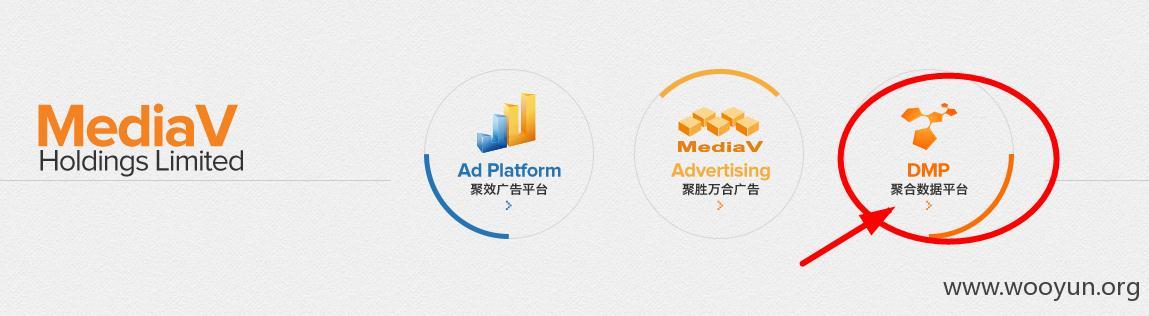 MediaV
Holdings Limited
Ad Platform
聚效广告平台
MediaV
Advertising
聚胜万合广告
DMP
聚合数据平台
www.wooyun.org